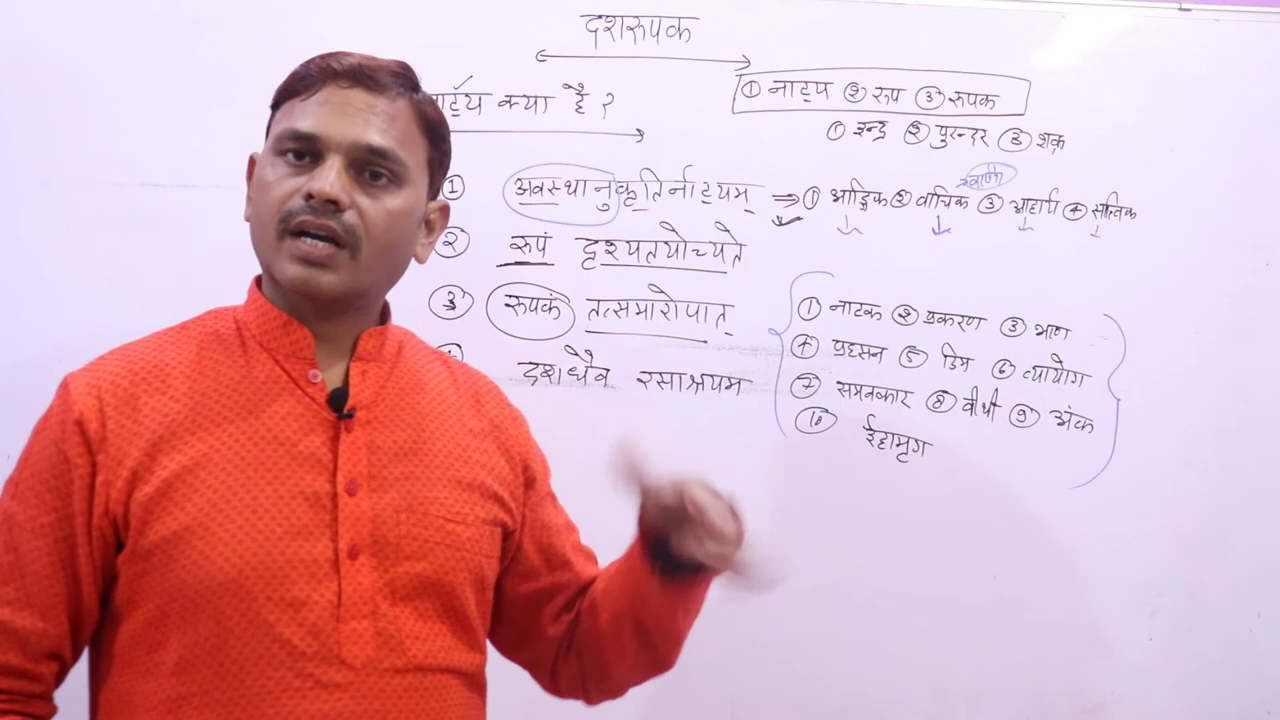 दशरूपक
नाट्य क्या है ?
① नाट्य ② रूप ③ रूपक
① इन्द्र ② पुरन्दर ③ शक्र
① अवस्थानुकृतिर्नाट्यम् ⇒ ① आङ्गिक ② वाचिक ③ आहार्य ④ सात्विक
वाणी
② रूपं दृश्यतयोच्यते
③ रूपकं तत्समारोपात्
दशधैव रसाश्रयम
① नाटक ② प्रकरण ③ भाण
④ प्रहसन ⑤ डिम ⑥ व्यायोग
⑦ समवकार ⑧ वीथी ⑨ अंक
⑩ ईहामृग